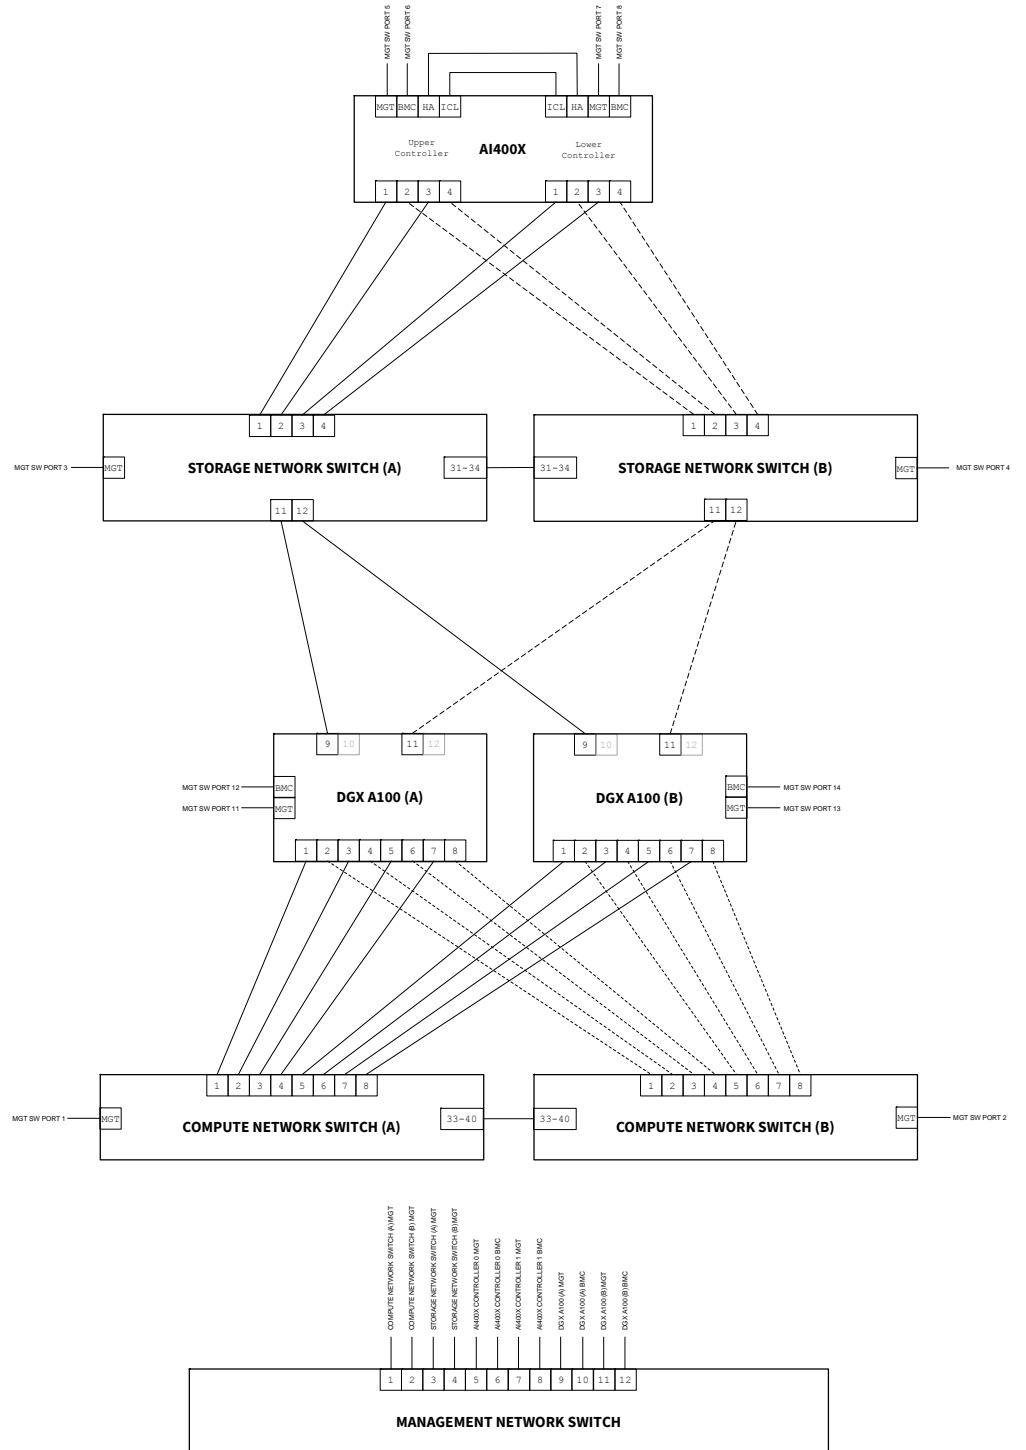 MGT SW PORT 5
MGT SW PORT 6
MGT SW PORT 7
MGT SW PORT 8
MGT BMC HA ICL
ICL HA MGT BMC
Upper
Controller
AI400X
Lower
Controller
1 2 3 4
1 2 3 4
1 2 3 4
1 2 3 4
MGT SW PORT 3
MGT
STORAGE NETWORK SWITCH (A)
31-34
31-34
STORAGE NETWORK SWITCH (B)
MGT
MGT SW PORT 4
11 12
11 12
9 10
11 12
9 10
11 12
MGT SW PORT 12
BMC
MGT SW PORT 11
MGT
DGX A100 (A)
DGX A100 (B)
BMC
MGT SW PORT 14
MGT
MGT SW PORT 13
1 2 3 4 5 6 7 8
1 2 3 4 5 6 7 8
1 2 3 4 5 6 7 8
1 2 3 4 5 6 7 8
MGT SW PORT 1
MGT
COMPUTE NETWORK SWITCH (A)
33-40
33-40
COMPUTE NETWORK SWITCH (B)
MGT
MGT SW PORT 2
COMPUTE NETWORK SWITCH (A) MGT
COMPUTE NETWORK SWITCH (B) MGT
STORAGE NETWORK SWITCH (A) MGT
STORAGE NETWORK SWITCH (B) MGT
AI400X CONTROLLER 0 MGT
AI400X CONTROLLER 0 BMC
AI400X CONTROLLER 1 MGT
AI400X CONTROLLER 1 BMC
DGX A100 (A) MGT
DGX A100 (A) BMC
DGX A100 (B) MGT
DGX A100 (B) BMC
1 2 3 4 5 6 7 8 9 10 11 12
MANAGEMENT NETWORK SWITCH